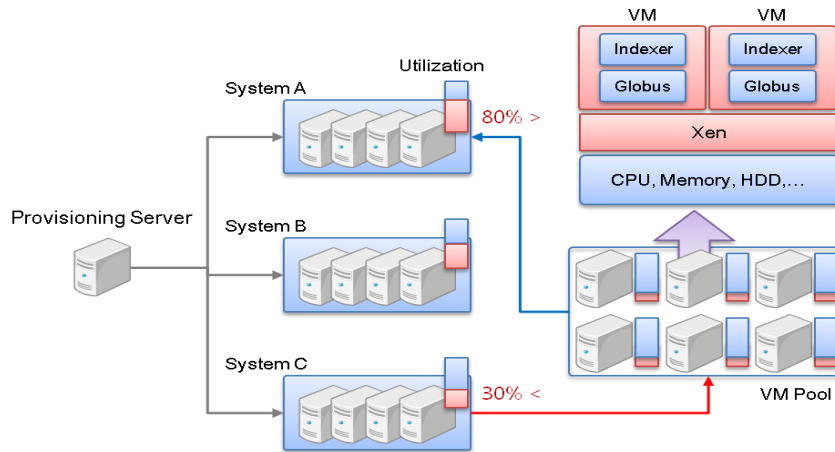 VM
VM
Indexer
Indexer
Globus
Globus
Xen
CPU, Memory, HDD,...
Utilization
System A
80% >
Provisioning Server
System B
System C
30% <
VM Pool